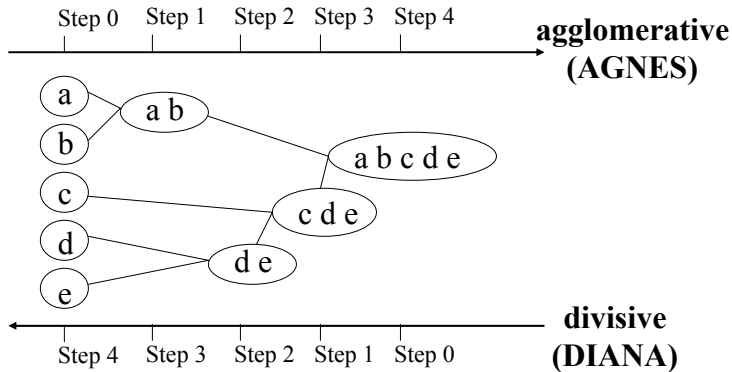 Step 0 Step 1 Step 2 Step 3 Step 4
agglomerative
(AGNES)
a
a b
b
a b c d e
c
c d e
d
d e
e
divisive
(DIANA)
Step 4 Step 3 Step 2 Step 1 Step 0